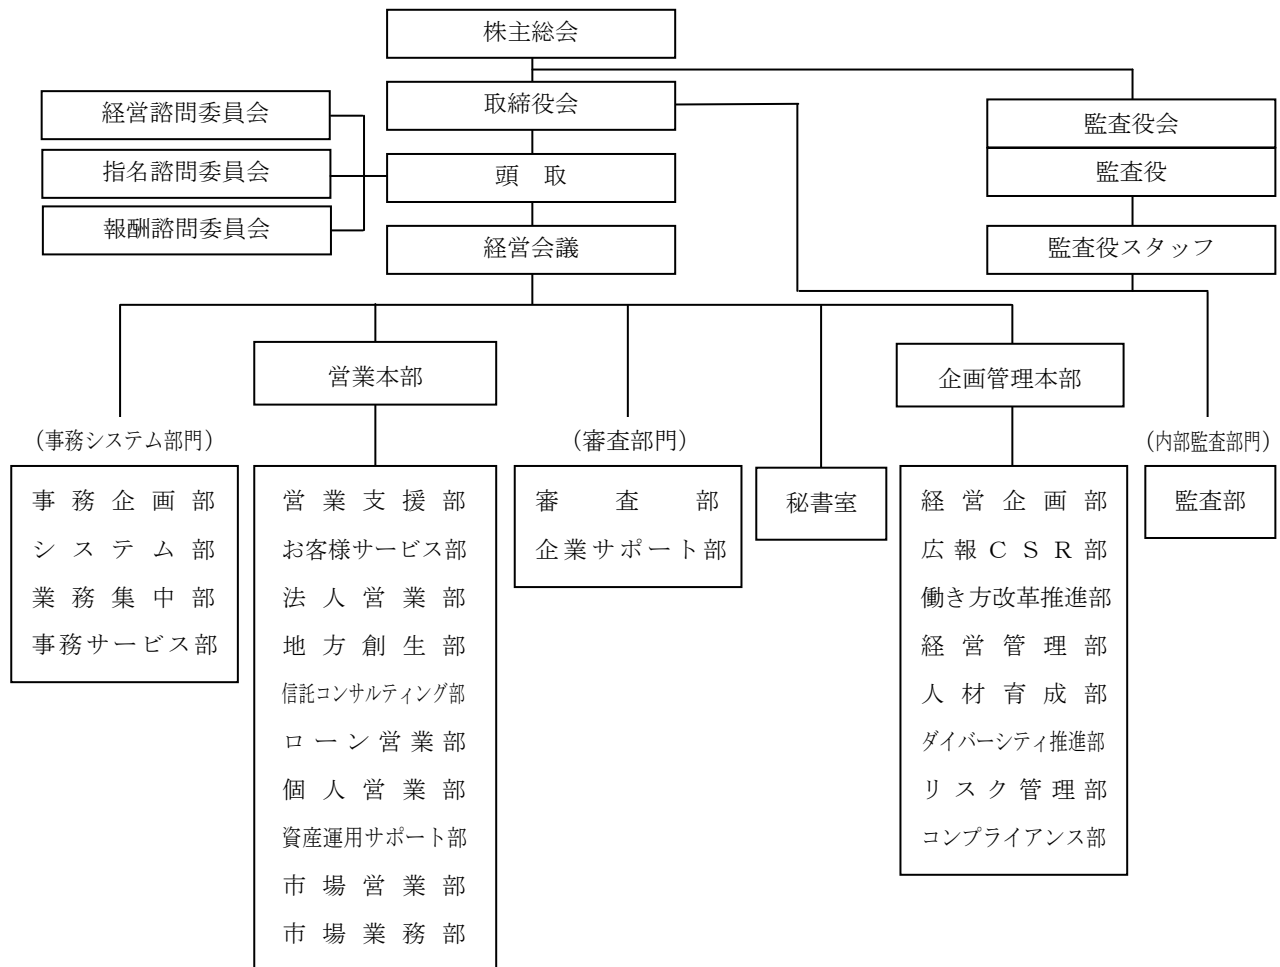 株主総会
取締役会
経営諮問委員会
監査役会
指名諮問委員会
頭　取
監査役
報酬諮問委員会
経営会議
監査役スタッフ
営業本部
企画管理本部
（事務システム部門）
（審査部門）
（内部監査部門）
事務企画部
システム部
業務集中部
事務サービス部
営業支援部
お客様サービス部
法人営業部
地方創生部
信託コンサルティング部
ローン営業部
個人営業部
資産運用サポート部
市場営業部
市場業務部
審査部
企業サポート部
秘書室
経営企画部
広報ＣＳＲ部
働き方改革推進部
経営管理部
人材育成部
ダイバーシティ推進部
リスク管理部
コンプライアンス部
監査部